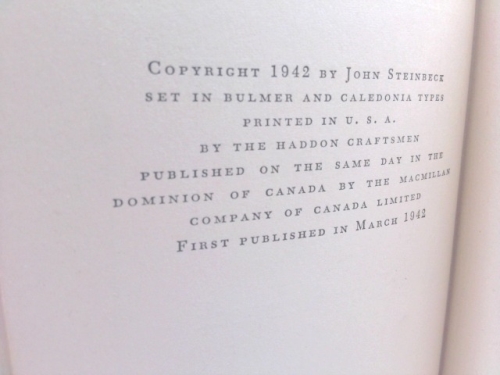 Copyright 1942 by John Steinbeck
SET IN BULMER AND CALEDONIA TYPES
PRINTED IN U. S. A.
BY THE HADDON CRAFTSMEN
PUBLISHED ON THE SAME DAY IN THE
DOMINION OF CANADA BY THE MACMILLAN
COMPANY OF CANADA LIMITED
First published in March 1942